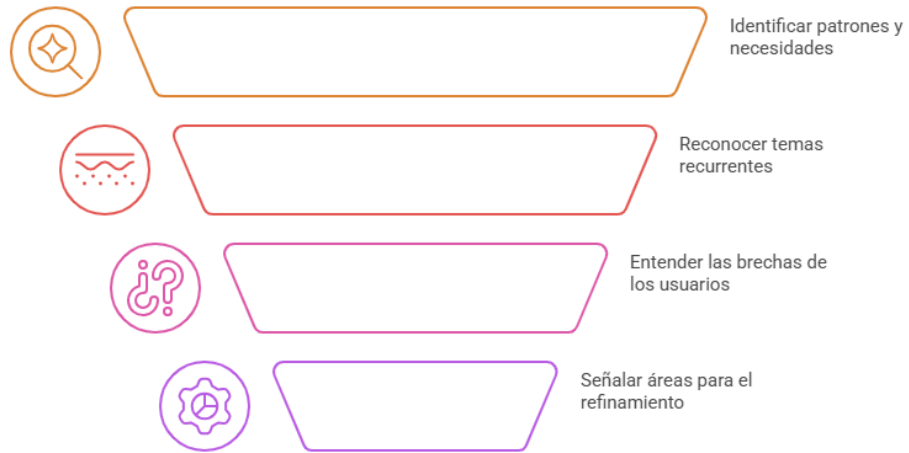 Identificar patrones y
necesidades
Reconocer temas
recurrentes
Entender las brechas de
los usuarios
Señalar áreas para el
refinamiento